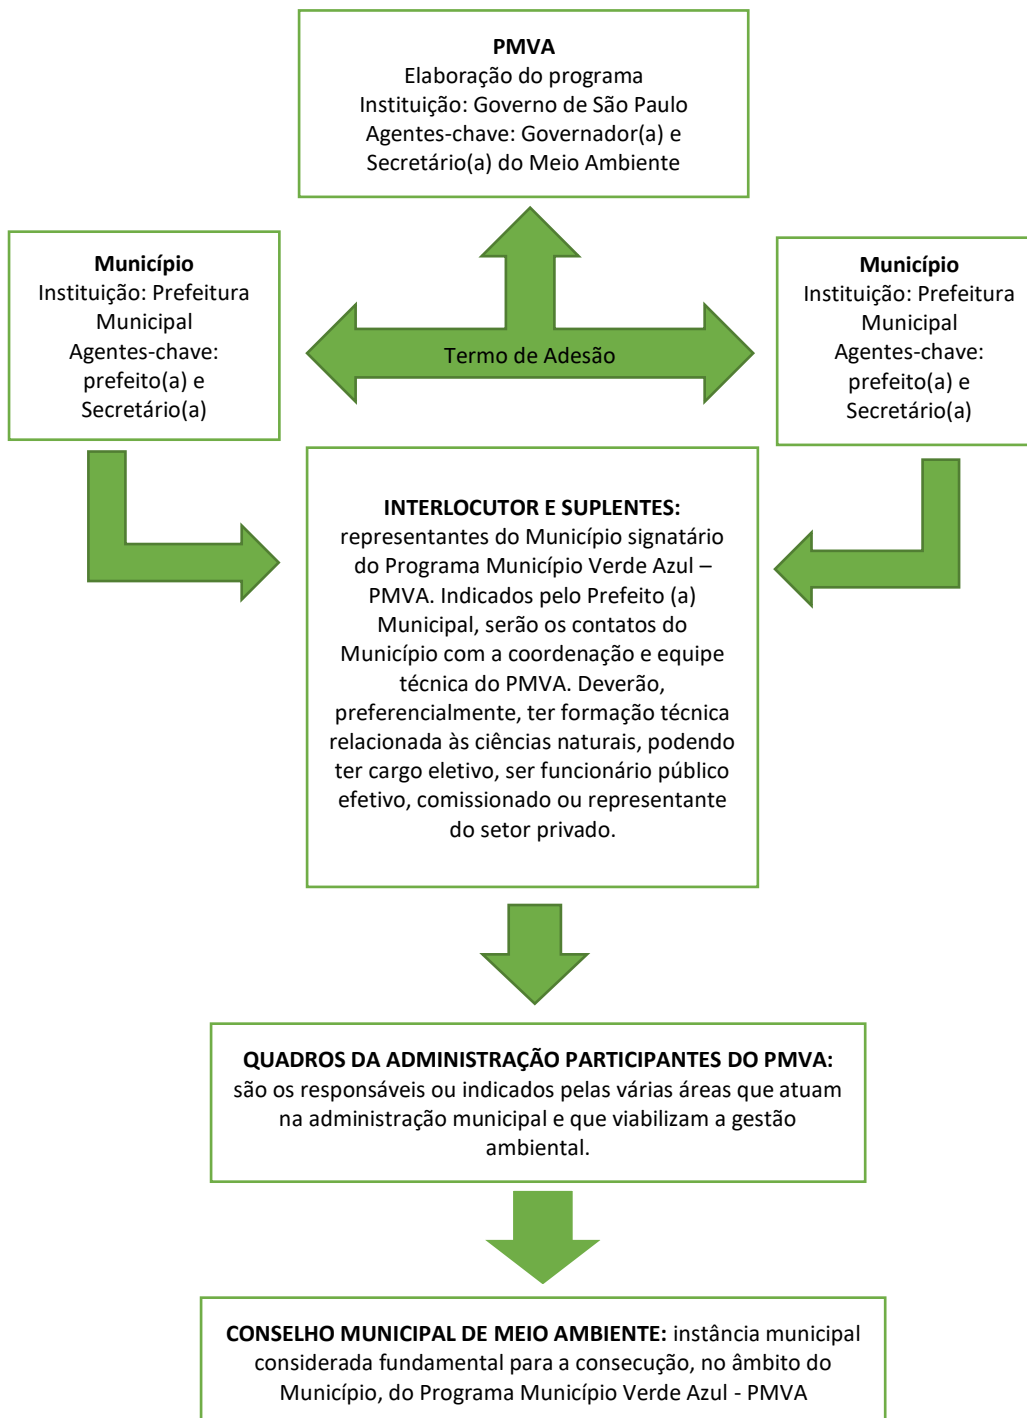 PMVA
Elaboração do programa
Instituição: Governo de São Paulo
Agentes-chave: Governador(a) e
Secretário(a) do Meio Ambiente
Município
Instituição: Prefeitura
Municipal
Agentes-chave:
prefeito(a) e
Secretário(a)
Termo de Adesão
Município
Instituição: Prefeitura
Municipal
Agentes-chave:
prefeito(a) e
Secretário(a)
INTERLOCUTOR E SUPLENTES:
representantes do Município signatário
do Programa Município Verde Azul –
PMVA. Indicados pelo Prefeito (a)
Municipal, serão os contatos do
Município com a coordenação e equipe
técnica do PMVA. Deverão,
preferencialmente, ter formação técnica
relacionada às ciências naturais, podendo
ter cargo eletivo, ser funcionário público
efetivo, comissionado ou representante
do setor privado.
QUADROS DA ADMINISTRAÇÃO PARTICIPANTES DO PMVA:
são os responsáveis ou indicados pelas várias áreas que atuam
na administração municipal e que viabilizam a gestão
ambiental.
CONSELHO MUNICIPAL DE MEIO AMBIENTE: instância municipal
considerada fundamental para a consecução, no âmbito do
Município, do Programa Município Verde Azul - PMVA